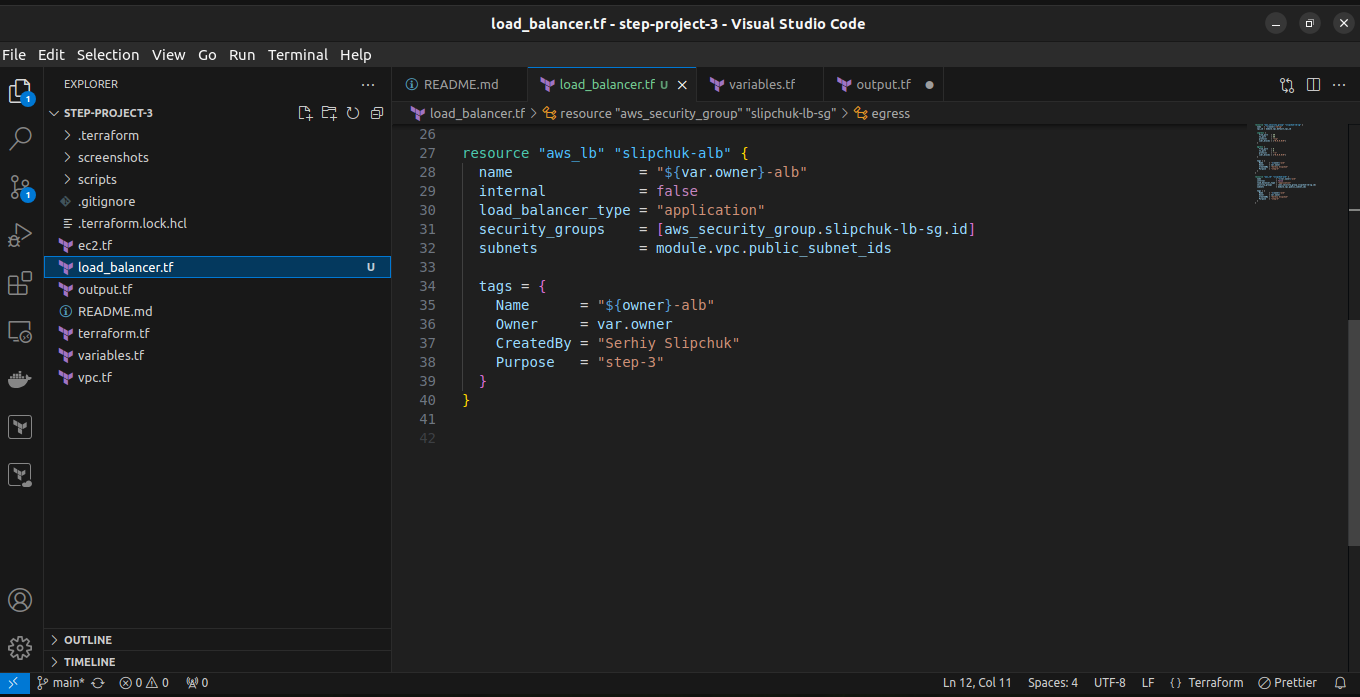 load_balancer.tf - step-project-3 - Visual Studio Code
File Edit Selection View Go Run Terminal Help
EXPLORER
README.md
load_balancer.tf U
variables.tf
output.tf
STEP-PROJECT-3
load_balancer.tf > resource "aws_security_group" "slipchuk-lb-sg" > egress
1
.terraform
screenshots
scripts
1
.gitignore
.terraform.lock.hcl
ec2.tf
load_balancer.tf U
output.tf
README.md
terraform.tf
variables.tf
vpc.tf
26
27 resource "aws_lb" "slipchuk-alb" {
28 name = "${var.owner}-alb"
29 internal = false
30 load_balancer_type = "application"
31 security_groups = [aws_security_group.slipchuk-lb-sg.id]
32 subnets = module.vpc.public_subnet_ids
33
34 tags = {
35 Name = "${owner}-alb"
36 Owner = var.owner
37 CreatedBy = "Serhiy Slipchuk"
38 Purpose = "step-3"
39 }
40 }
41
42
OUTLINE
TIMELINE
main* 0 0 0 Ln 12, Col 11 Spaces: 4 UTF-8 LF {} Terraform Prettier